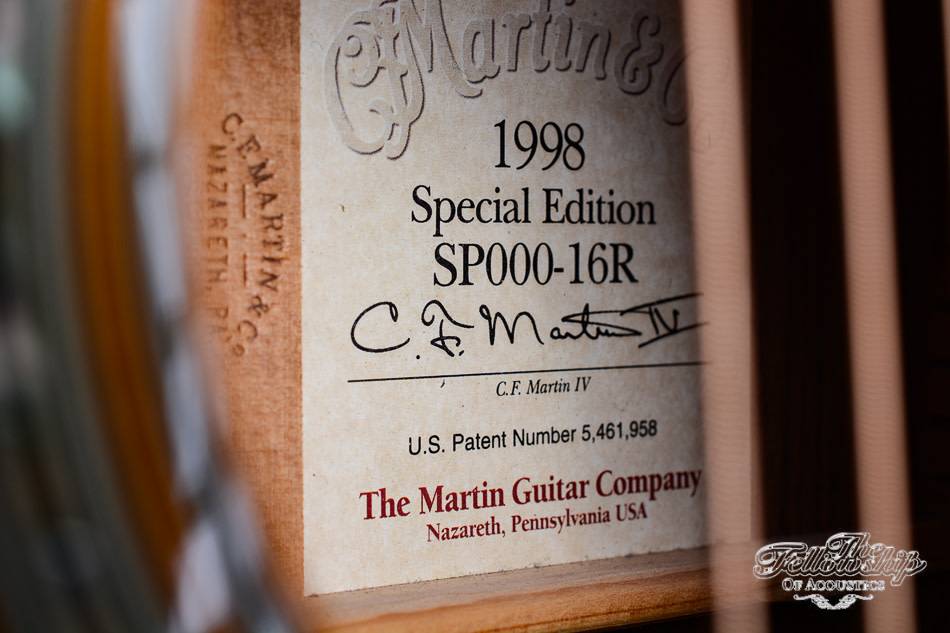 CF Martin & C
1998
Special Edition
SP000-16R
C. F. Martin IV
C.F. Martin IV
U.S. Patent Number 5,461,958
The Martin Guitar Company
Nazareth, Pennsylvania USA
C.F. MARTIN & Co
NAZARETH PA
The
Fellowship
OF ACOUSTICS